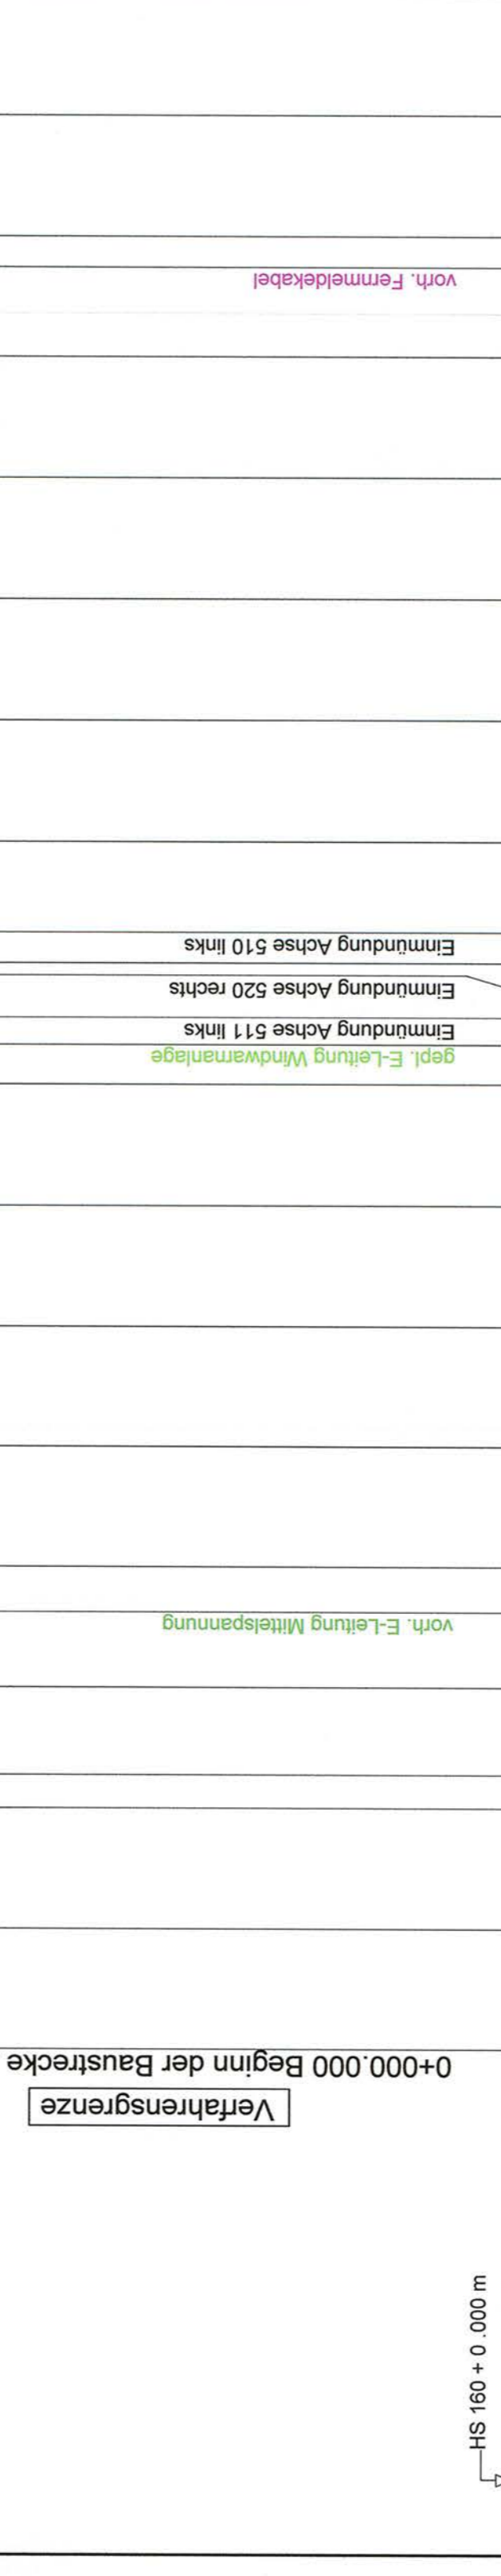 vorh. Fernmeldekabel
Einmündung Achse 510 links
Einmündung Achse 520 rechts
Einmündung Achse 511 links
gepl. E-Leitung Windwarnanlage
vorh. E-Leitung Mittelspannung
0+000.000 Beginn der Baustrecke
Verfahrensgrenze
HS 160 + 0 .000 m